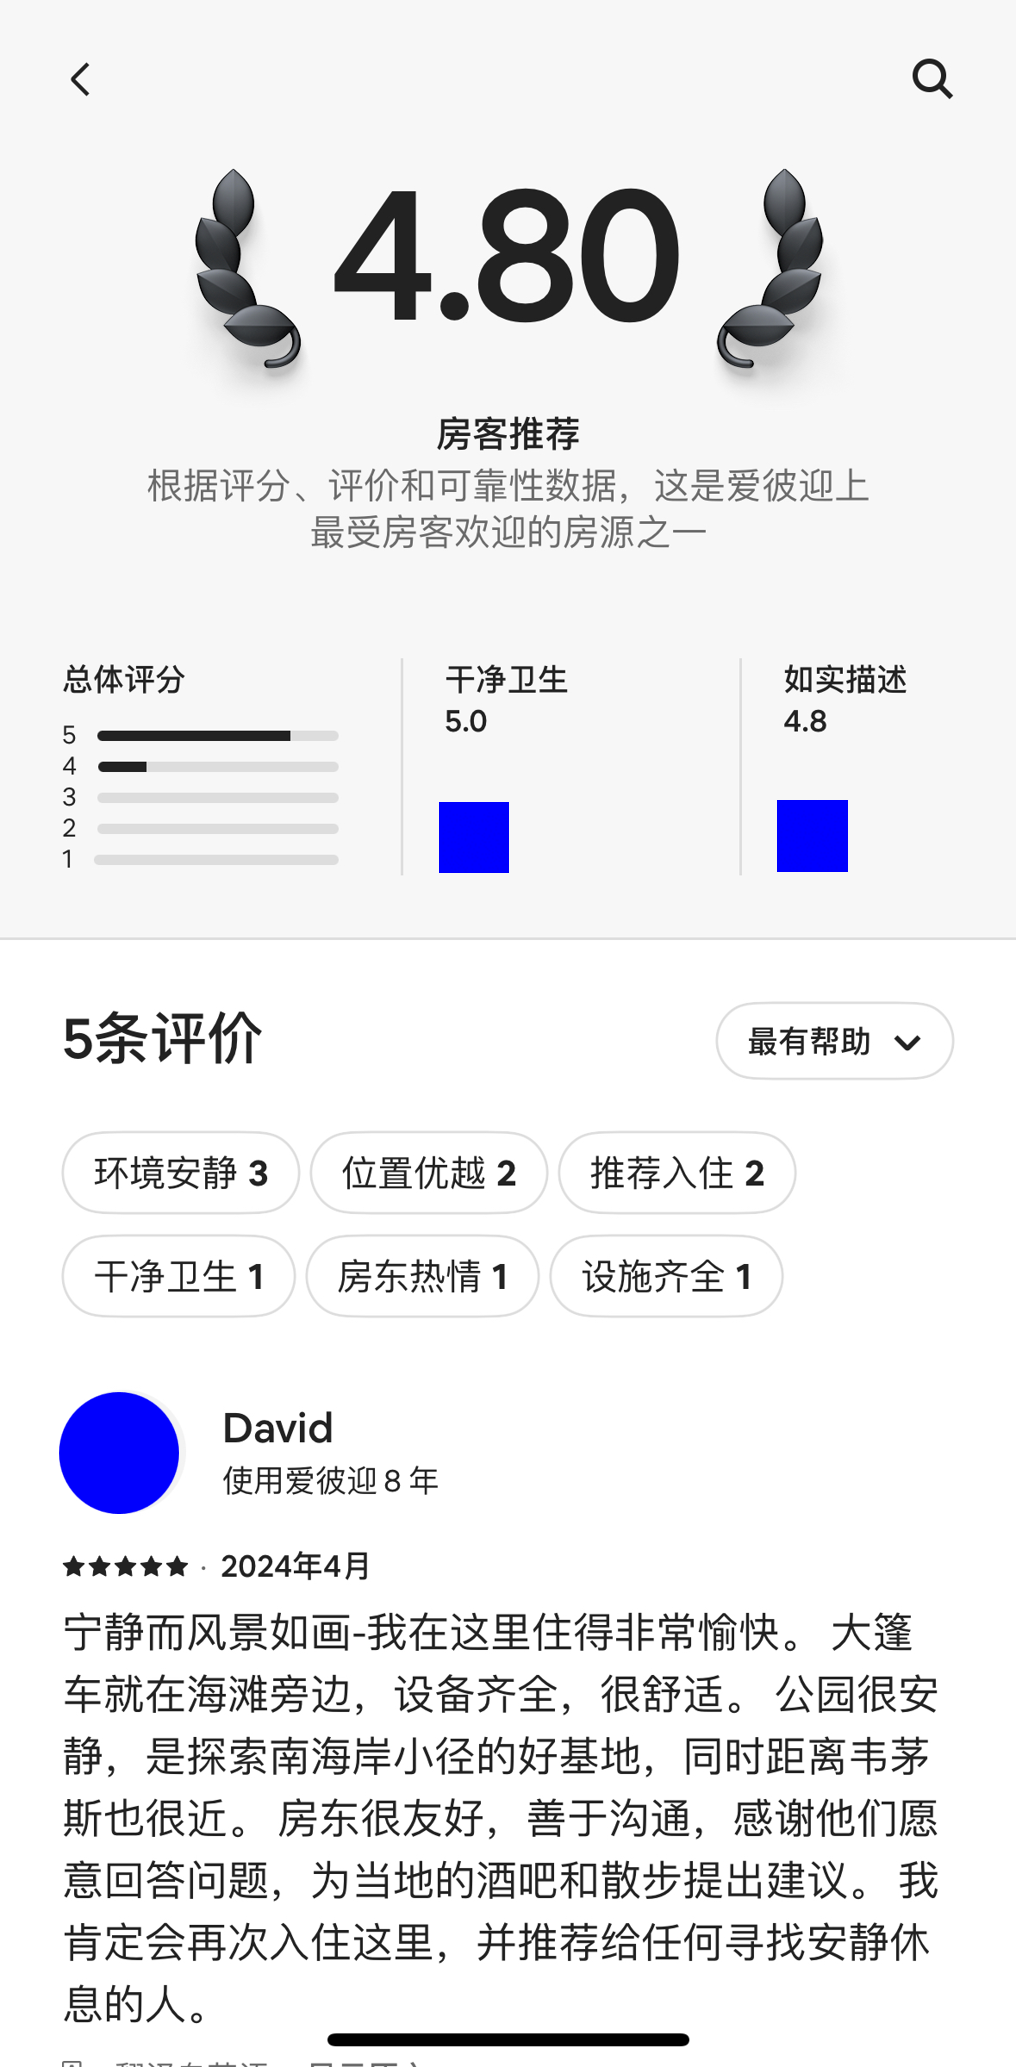 4.80
房客推荐
根据评分、评价和可靠性数据，这是爱彼迎上
最受房客欢迎的房源之一
总体评分
5
4
3
2
1
干净卫生
5.0
如实描述
4.8
5条评价
最有帮助
环境安静 3
位置优越 2
推荐入住 2
干净卫生 1
房东热情 1
设施齐全 1
David
使用爱彼迎 8 年
★★★★★ · 2024年4月
宁静而风景如画-我在这里住得非常愉快。 大篷
车就在海滩旁边，设备齐全，很舒适。 公园很安
静，是探索南海岸小径的好基地，同时距离韦茅
斯也很近。 房东很友好，善于沟通，感谢他们愿
意回答问题，为当地的酒吧和散步提出建议。 我
肯定会再次入住这里，并推荐给任何寻找安静休
息的人。